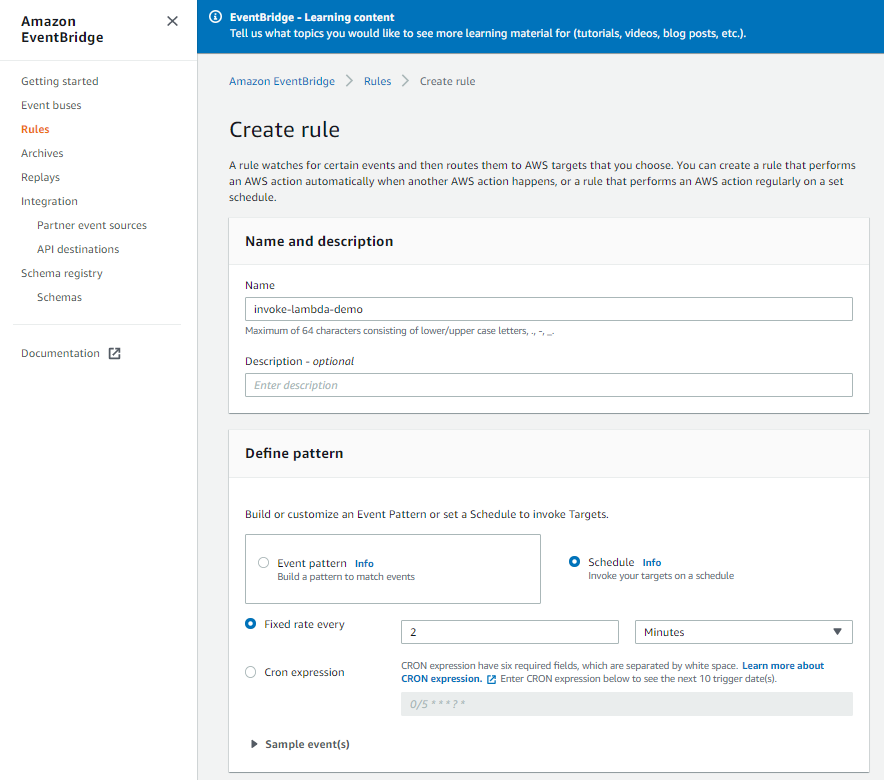 Amazon
EventBridge
Getting started
Event buses
Rules
Archives
Replays
Integration
Partner event sources
API destinations
Schema registry
Schemas
Documentation
EventBridge - Learning content
Tell us what topics you would like to see more learning material for (tutorials, videos, blog posts, etc.).
Amazon EventBridge > Rules > Create rule
Create rule
A rule watches for certain events and then routes them to AWS targets that you choose. You can create a rule that performs
an AWS action automatically when another AWS action happens, or a rule that performs an AWS action regularly on a set
schedule.
Name and description
Name
invoke-lambda-demo
Maximum of 64 characters consisting of lower/upper case letters, ., -, _.
Description - optional
Enter description
Define pattern
Build or customize an Event Pattern or set a Schedule to invoke Targets.
Event pattern Info
Build a pattern to match events
Schedule Info
Invoke your targets on a schedule
Fixed rate every
2
Minutes
Cron expression
CRON expression have six required fields, which are separated by white space. Learn more about
CRON expression. Enter CRON expression below to see the next 10 trigger date(s).
0/5 * * * ? *
Sample event(s)